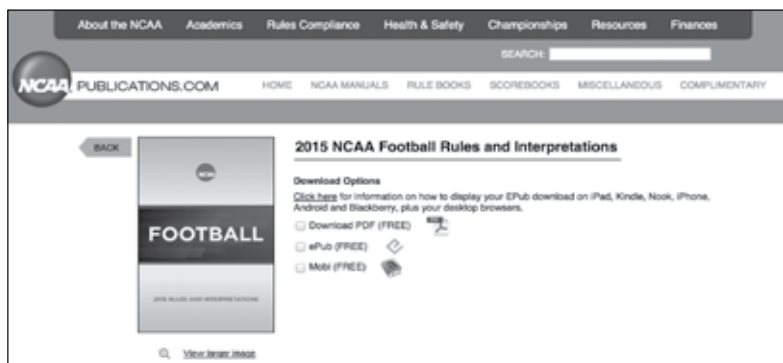 About the NCAA Academics Rules Compliance Health & Safety Championships Resources Finances
SEARCH:
NCAA PUBLICATIONS.COM HOME NCAA MANUALS RULE BOOKS SCOREBOOKS MISCELLANEOUS COMPLIMENTARY
BACK
2015 NCAA Football Rules and Interpretations
Download Options
Click here for information on how to display your EPub download on iPad, Kindle, Nook, iPhone,
Android and Blackberry, plus your desktop browsers.
Download PDF (FREE)
ePub (FREE)
Mobi (FREE)
NCAA
FOOTBALL
2015 RULES AND INTERPRETATIONS
View larger image